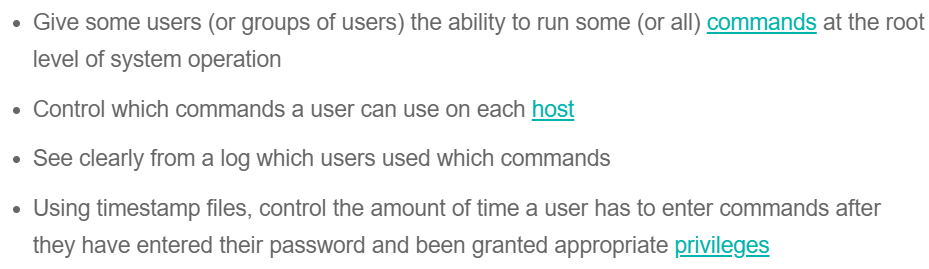 • Give some users (or groups of users) the ability to run some (or all) commands at the root
level of system operation
• Control which commands a user can use on each host
• See clearly from a log which users used which commands
• Using timestamp files, control the amount of time a user has to enter commands after
they have entered their password and been granted appropriate privileges